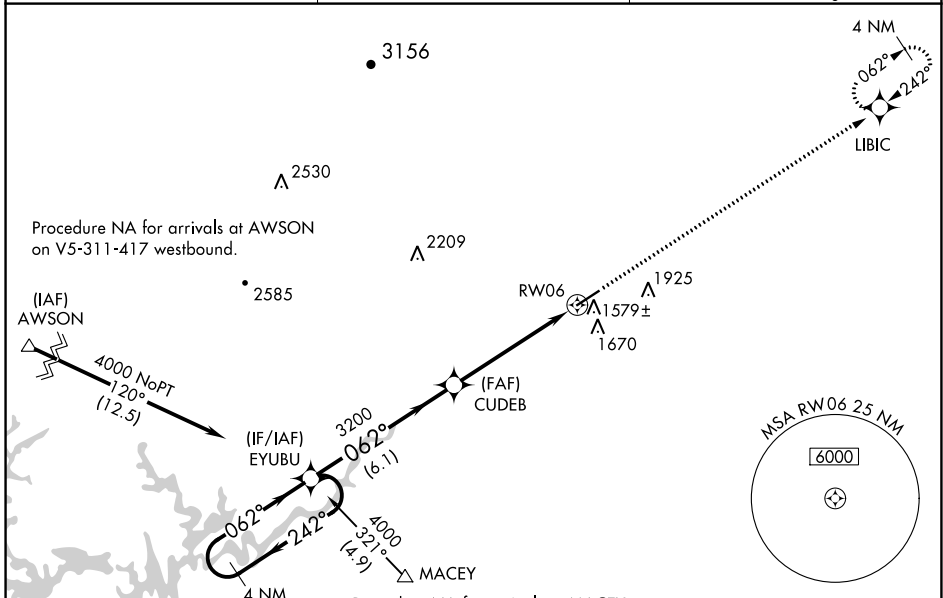 4 NM
062°
242°
LIBIC
3156
2530
Procedure NA for arrivals at AWSON
on V5-311-417 westbound.
2209
2585
RW06
1925
1579±
1670
(IAF)
AWSON
4000 NoPT
120°
(12.5)
(FAF)
CUDEB
3200
062°
(6.1)
(IF/IAF)
EYUBU
MSA RW06 25 NM
6000
062°
242°
4000
321°
(4.9)
MACEY
4 NM